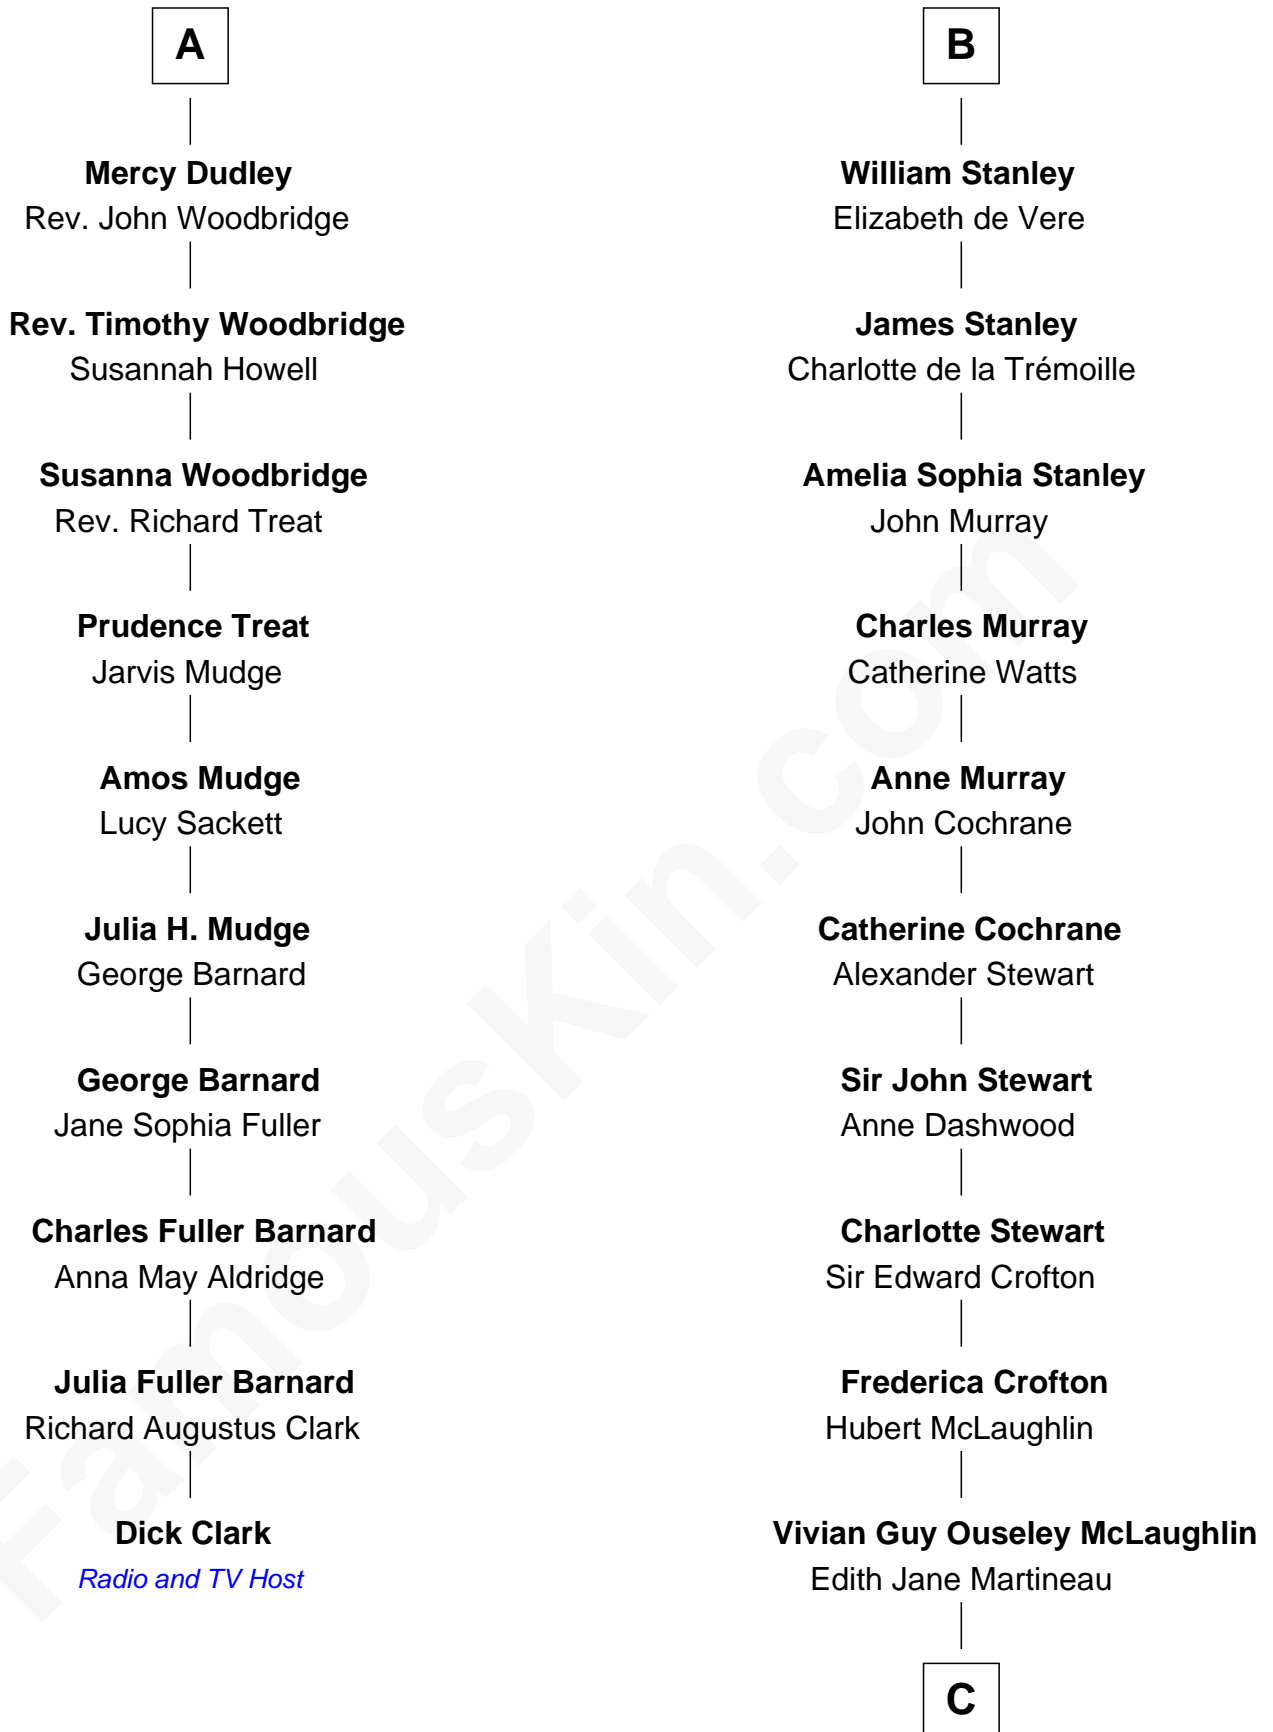 A
Mercy Dudley
Rev. John Woodbridge
Rev. Timothy Woodbridge
Susannah Howell
Susanna Woodbridge
Rev. Richard Treat
Prudence Treat
Jarvis Mudge
Amos Mudge
Lucy Sackett
Julia H. Mudge
George Barnard
George Barnard
Jane Sophia Fuller
Charles Fuller Barnard
Anna May Aldridge
Julia Fuller Barnard
Richard Augustus Clark
Dick Clark
Radio and TV Host
B
William Stanley
Elizabeth de Vere
James Stanley
Charlotte de la Trémoille
Amelia Sophia Stanley
John Murray
Charles Murray
Catherine Watts
Anne Murray
John Cochrane
Catherine Cochrane
Alexander Stewart
Sir John Stewart
Anne Dashwood
Charlotte Stewart
Sir Edward Crofton
Frederica Crofton
Hubert McLaughlin
Vivian Guy Ouseley McLaughlin
Edith Jane Martineau
C
FamousKin.com